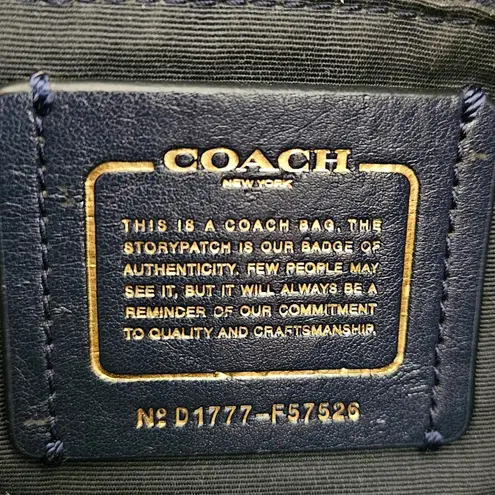 COACH
NEW YORK
THIS IS A COACH BAG, THE
STORYPATCH IS OUR BADGE OF
AUTHENTICITY. FEW PEOPLE MAY
SEE IT, BUT IT WILL ALWAYS BE A
REMINDER OF OUR COMMITMENT
TO QUALITY AND CRAFTSMANSHIP.
Nº D1777-F57526